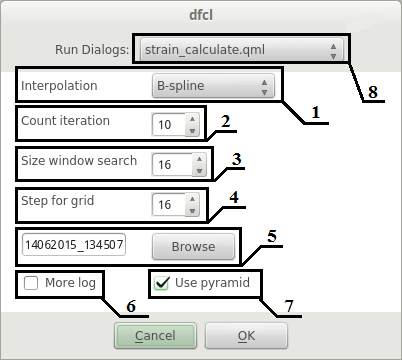 dfcl
Run Dialogs: strain_calculate.qml
8
Interpolation B-spline
1
Count iteration 10
2
Size window search 16
3
Step for grid 16
4
14062015_134507 Browse
5
More log Use pyramid
6 7
Cancel OK